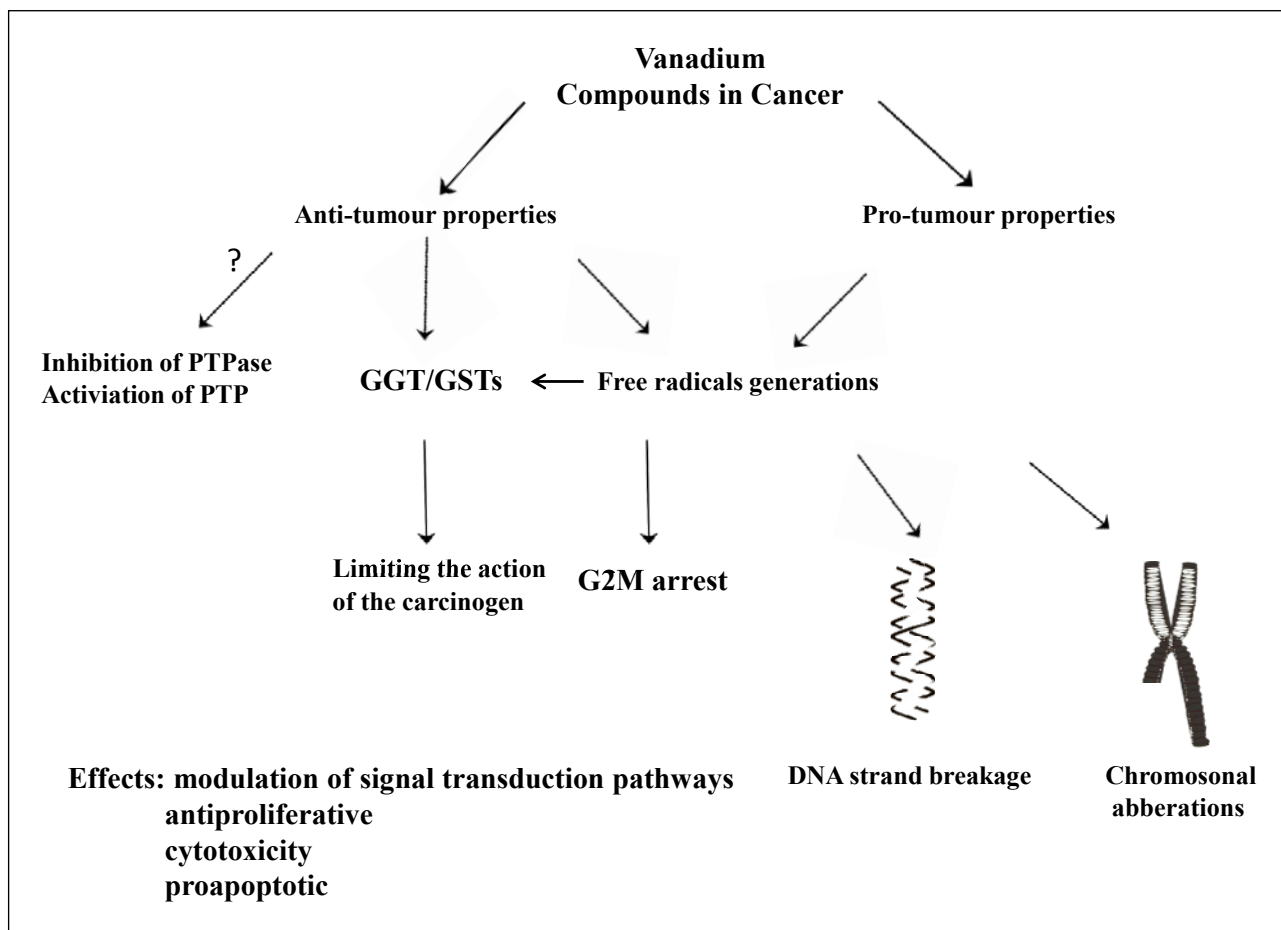 Vanadium
Compounds in Cancer
Anti-tumour properties
Pro-tumour properties
?
Inhibition of PTPase
Activiation of PTP
GGT/GSTs
Free radicals generations
Limiting the action
of the carcinogen
G2M arrest
DNA strand breakage
Chromosonal
abberations
Effects: modulation of signal transduction pathways
antiproliferative
cytotoxicity
proapoptotic